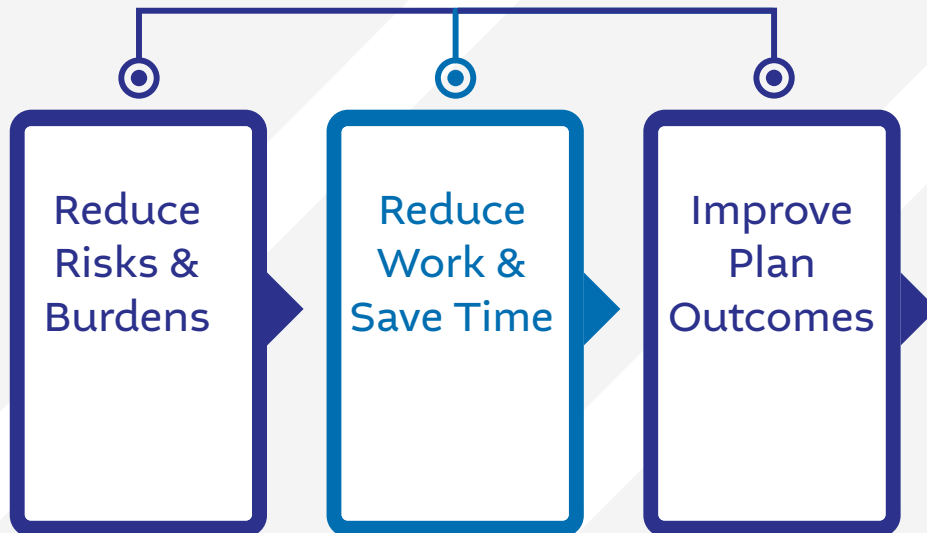 Reduce
Risks &
Burdens
Reduce
Work &
Save Time
Improve
Plan
Outcomes